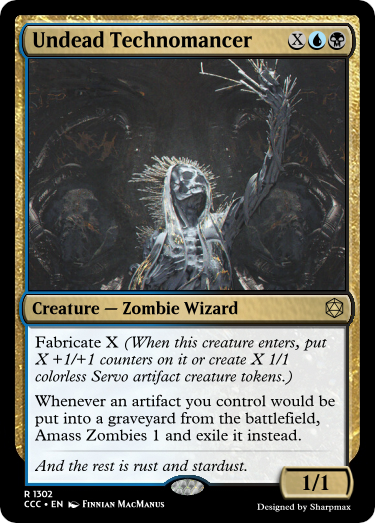 Undead Technomancer X
Creature — Zombie Wizard
Fabricate X (When this creature enters, put
X +1/+1 counters on it or create X 1/1
colorless Servo artifact creature tokens.)
Whenever an artifact you control would be
put into a graveyard from the battlefield,
Amass Zombies 1 and exile it instead.
And the rest is rust and stardust.
1/1
R 1302
CCC • EN Finnian MacManus
Designed by Sharpmax